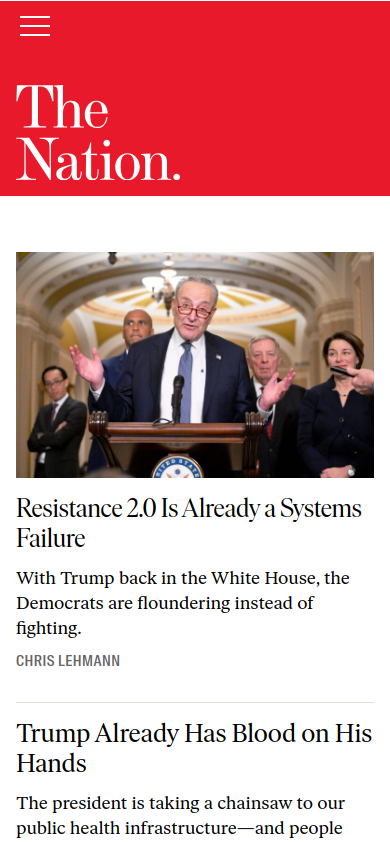 The
Nation.
Resistance 2.0 Is Already a Systems
Failure
With Trump back in the White House, the
Democrats are floundering instead of
fighting.
CHRIS LEHMANN
Trump Already Has Blood on His
Hands
The president is taking a chainsaw to our
public health infrastructure—and people